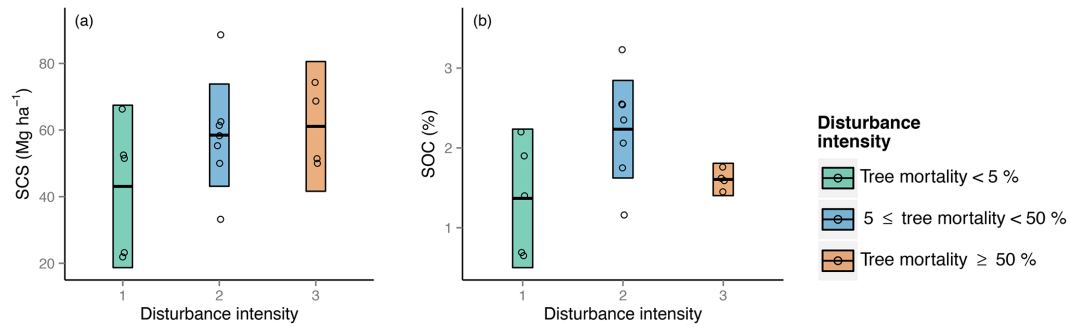 (a)
SCS (Mg ha⁻¹)
80
60
40
20
1 2 3
Disturbance intensity
(b)
SOC (%)
3
2
1
1 2 3
Disturbance intensity
Disturbance
intensity
Tree mortality < 5 %
5 ≤ tree mortality < 50 %
Tree mortality ≥ 50 %